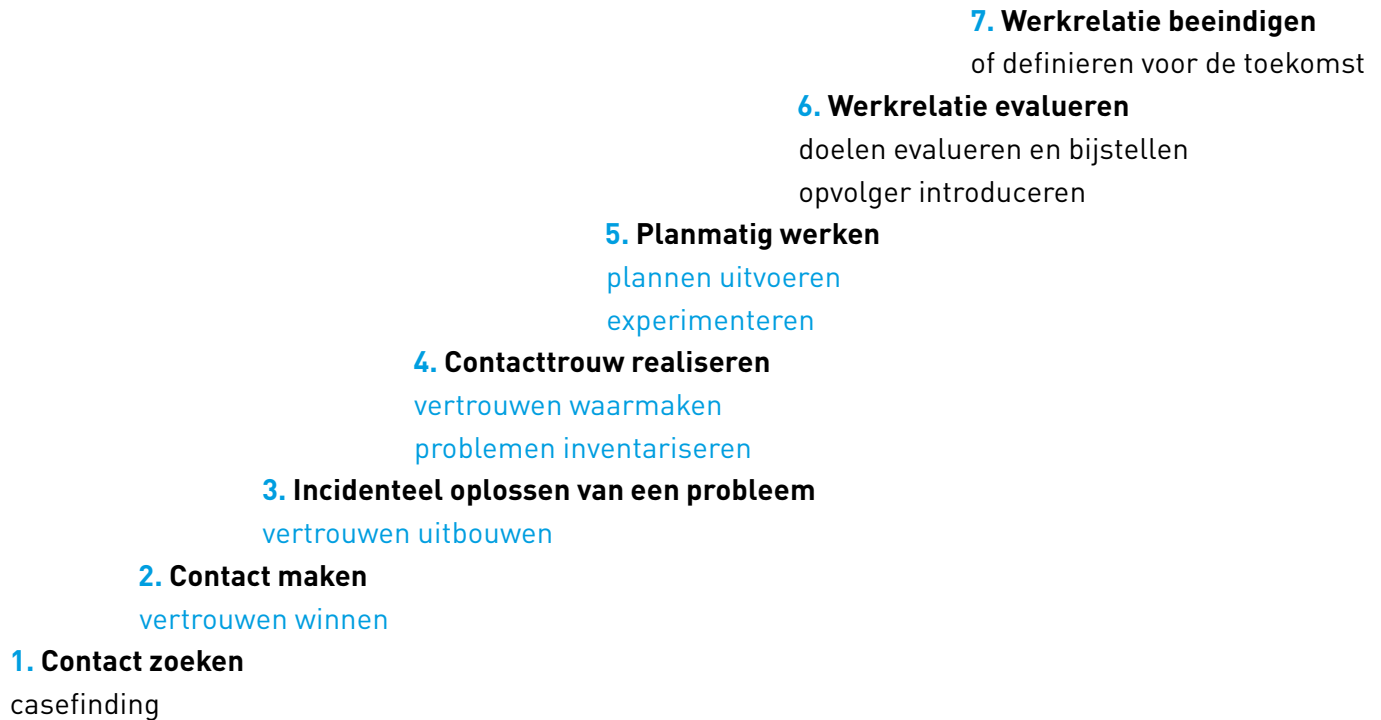 7. Werkrelatie beeindigen
of definieren voor de toekomst
6. Werkrelatie evalueren
doelen evalueren en bijstellen
opvolger introduceren
5. Planmatig werken
plannen uitvoeren
experimenteren
4. Contacttrouw realiseren
vertrouwen waarmaken
problemen inventariseren
3. Incidenteel oplossen van een probleem
vertrouwen uitbouwen
2. Contact maken
vertrouwen winnen
1. Contact zoeken
casefinding